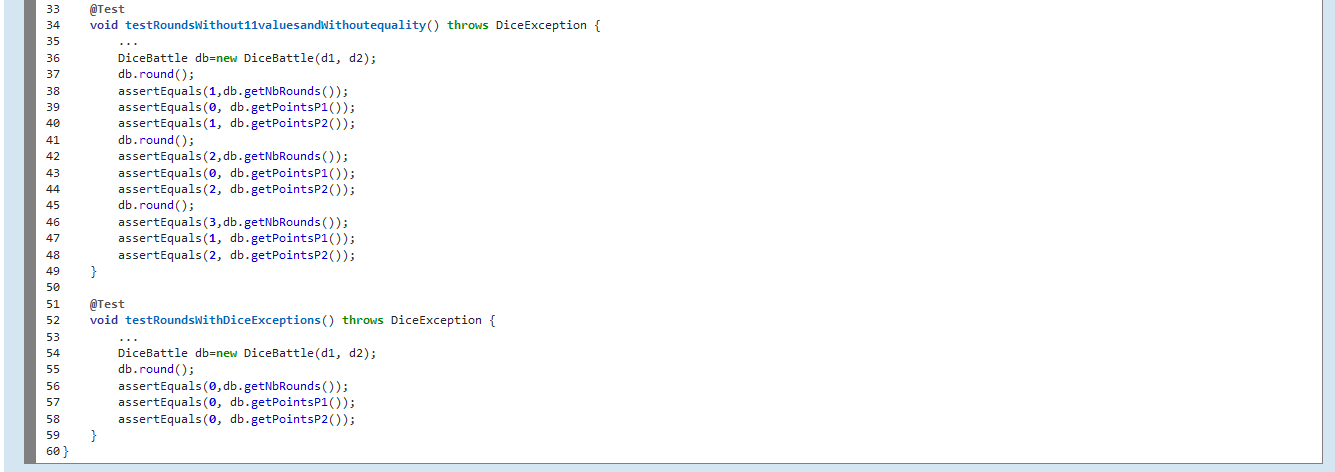 33 @Test
34 void testRoundsWithout11valuesandWithoutequality() throws DiceException {
35 ...
36 DiceBattle db=new DiceBattle(d1, d2);
37 db.round();
38 assertEquals(1,db.getNbRounds());
39 assertEquals(0, db.getPointsP1());
40 assertEquals(1, db.getPointsP2());
41 db.round();
42 assertEquals(2,db.getNbRounds());
43 assertEquals(0, db.getPointsP1());
44 assertEquals(2, db.getPointsP2());
45 db.round();
46 assertEquals(3,db.getNbRounds());
47 assertEquals(1, db.getPointsP1());
48 assertEquals(2, db.getPointsP2());
49 }
50
51 @Test
52 void testRoundsWithDiceExceptions() throws DiceException {
53 ...
54 DiceBattle db=new DiceBattle(d1, d2);
55 db.round();
56 assertEquals(0,db.getNbRounds());
57 assertEquals(0, db.getPointsP1());
58 assertEquals(0, db.getPointsP2());
59 }
60 }